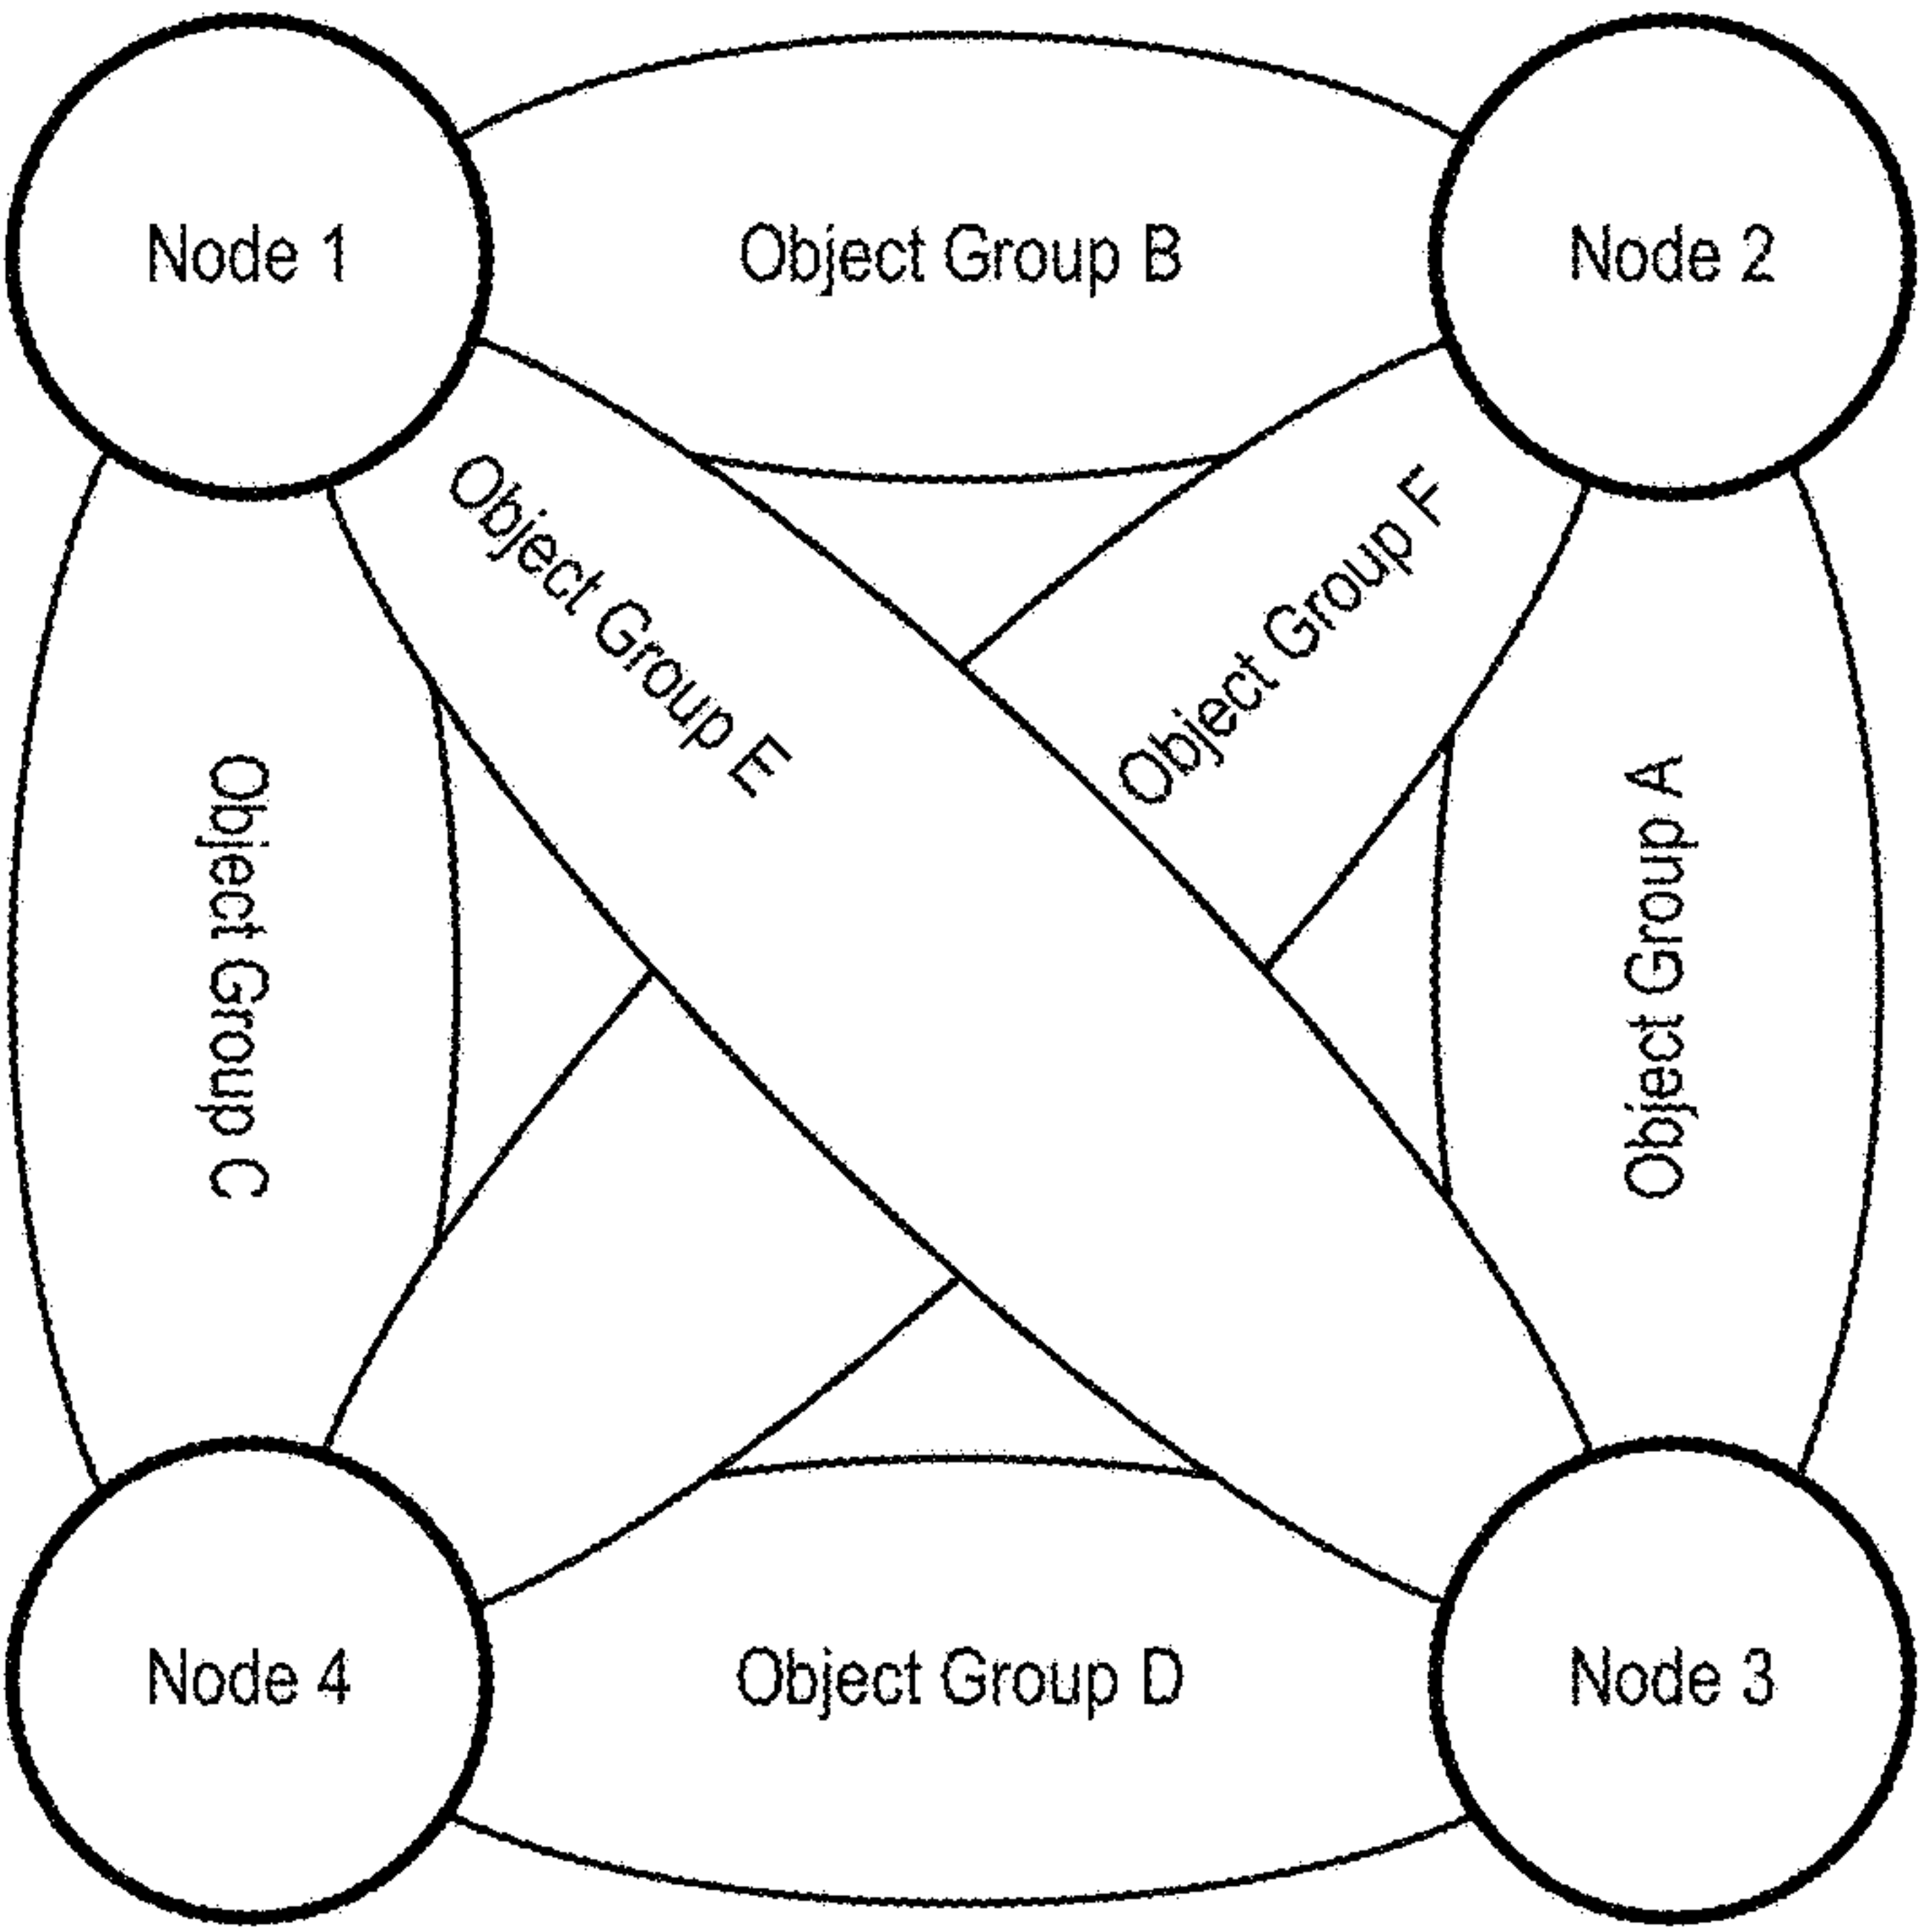 Node 1
Object Group B
Node 2
Object Group E
Object Group F
Object Group C
Object Group A
Node 4
Object Group D
Node 3